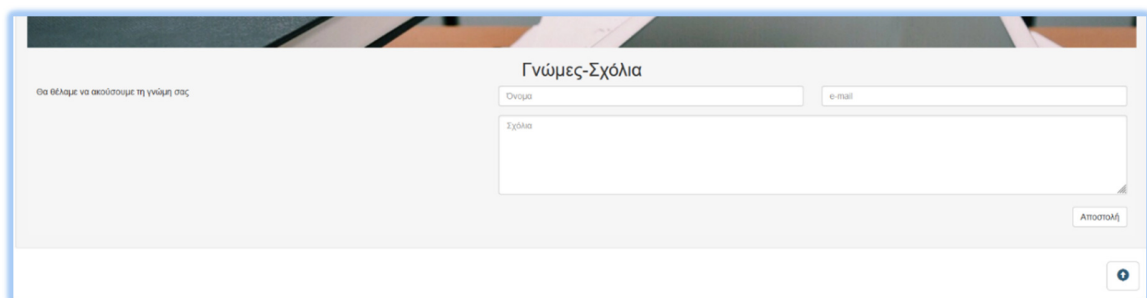 Γνώμες-Σχόλια
Θα θέλαμε να ακούσουμε τη γνώμη σας
Όνομα
e-mail
Σχόλια
Αποστολή